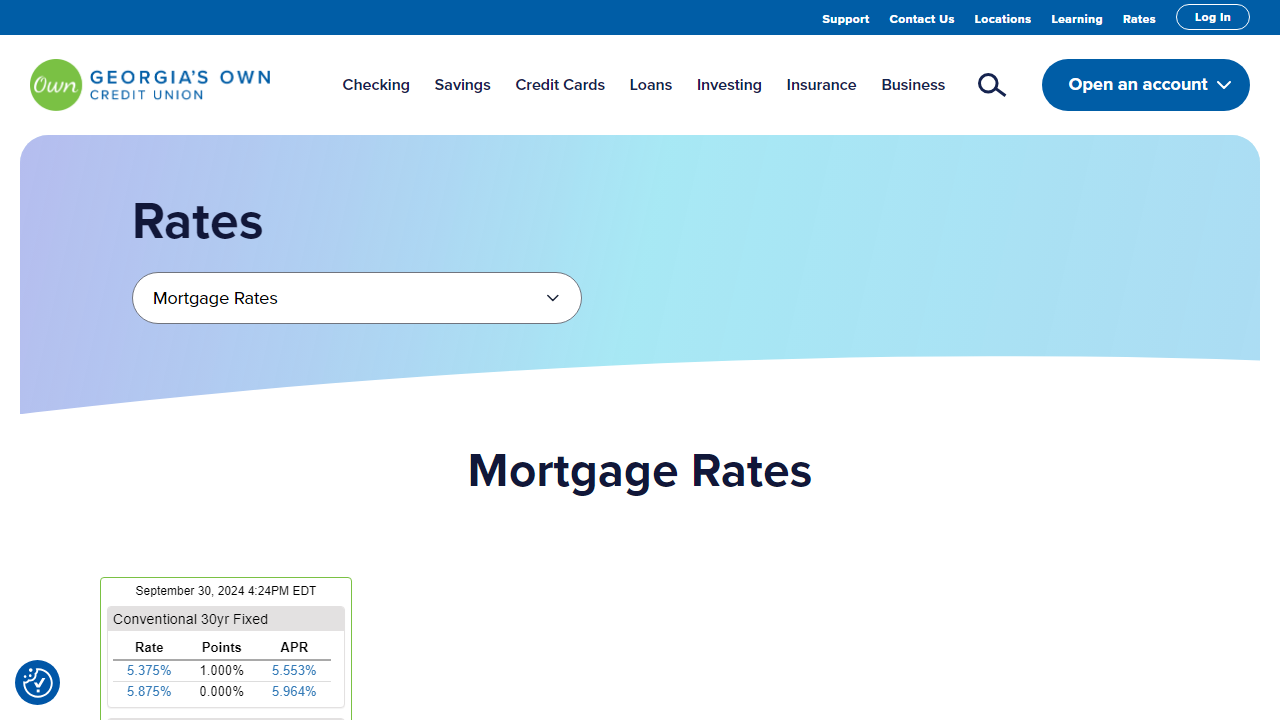 Support Contact Us Locations Learning Rates Log In
Own GEORGIA'S OWN
CREDIT UNION
Checking Savings Credit Cards Loans Investing Insurance Business
Open an account
Rates
Mortgage Rates
Mortgage Rates
September 30, 2024 4:24PM EDT
Conventional 30yr Fixed
Rate Points APR
5.375% 1.000% 5.553%
5.875% 0.000% 5.964%